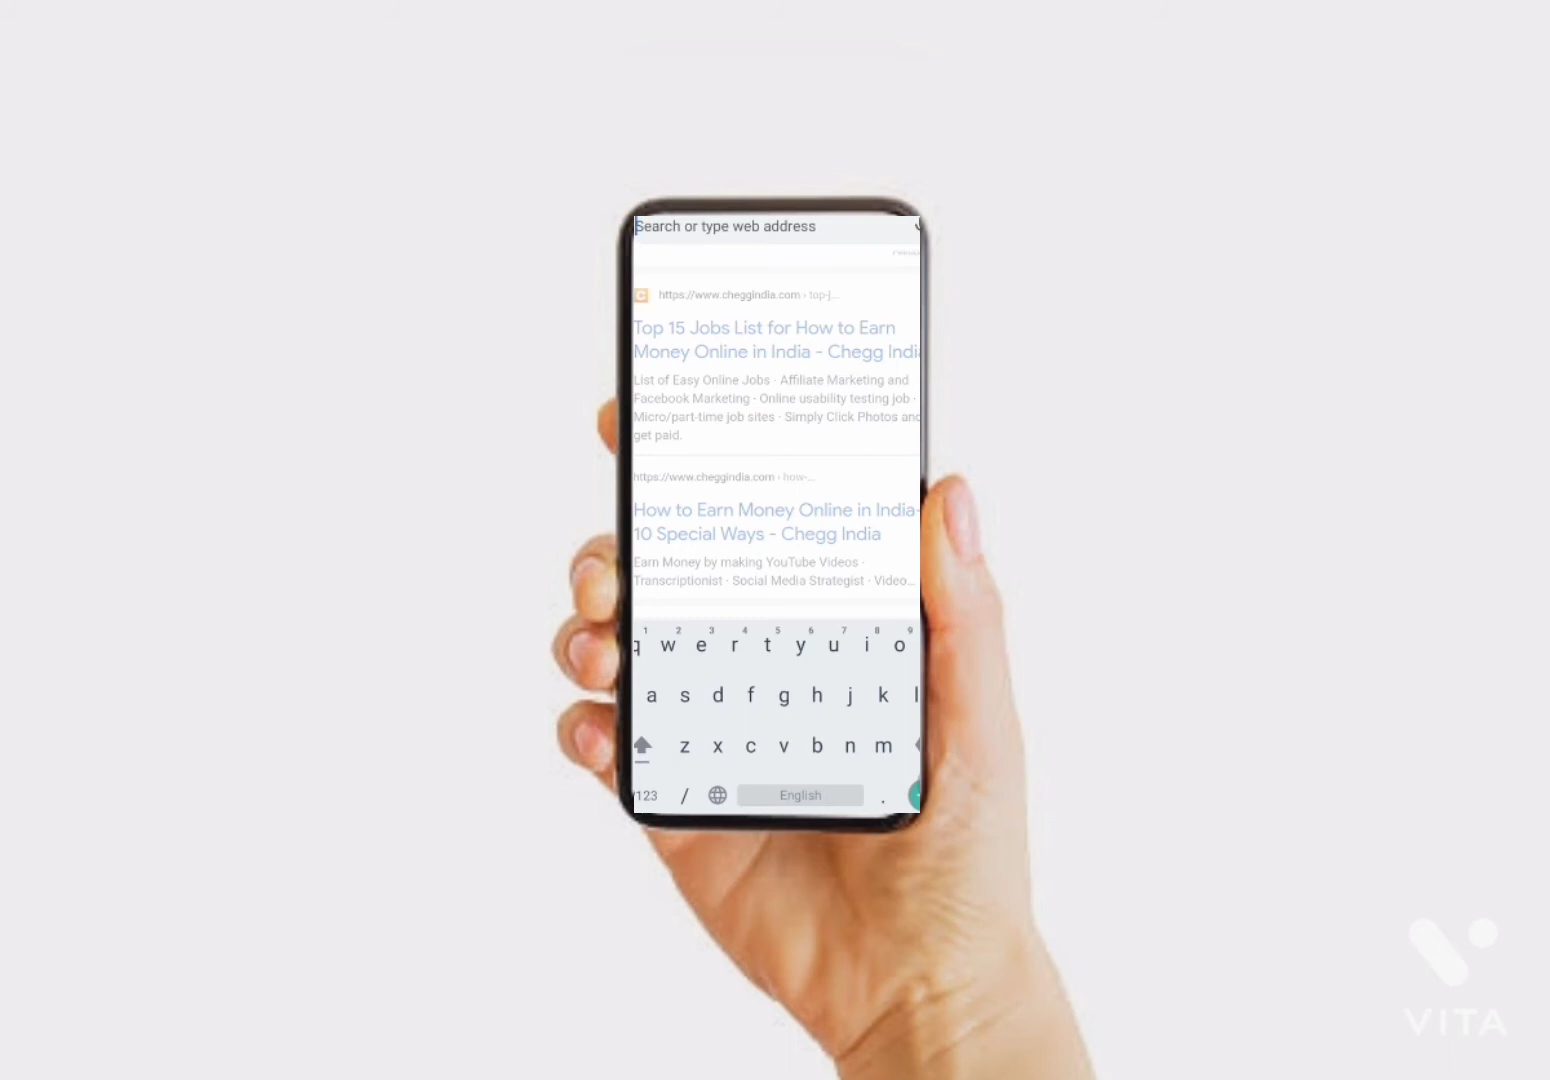 Search or type web address
https://www.cheggindia.com › top-j...
Top 15 Jobs List for How to Earn
Money Online in India - Chegg Indi
List of Easy Online Jobs · Affiliate Marketing and
Facebook Marketing · Online usability testing job ·
Micro/part-time job sites · Simply Click Photos and
get paid.
https://www.cheggindia.com › how-...
How to Earn Money Online in India-
10 Special Ways - Chegg India
Earn Money by making YouTube Videos ·
Transcriptionist · Social Media Strategist · Video...
1 2 3 4 5 6 7 8 9
q w e r t y u i o
a s d f g h j k l
z x c v b n m
123 / English .
VITA